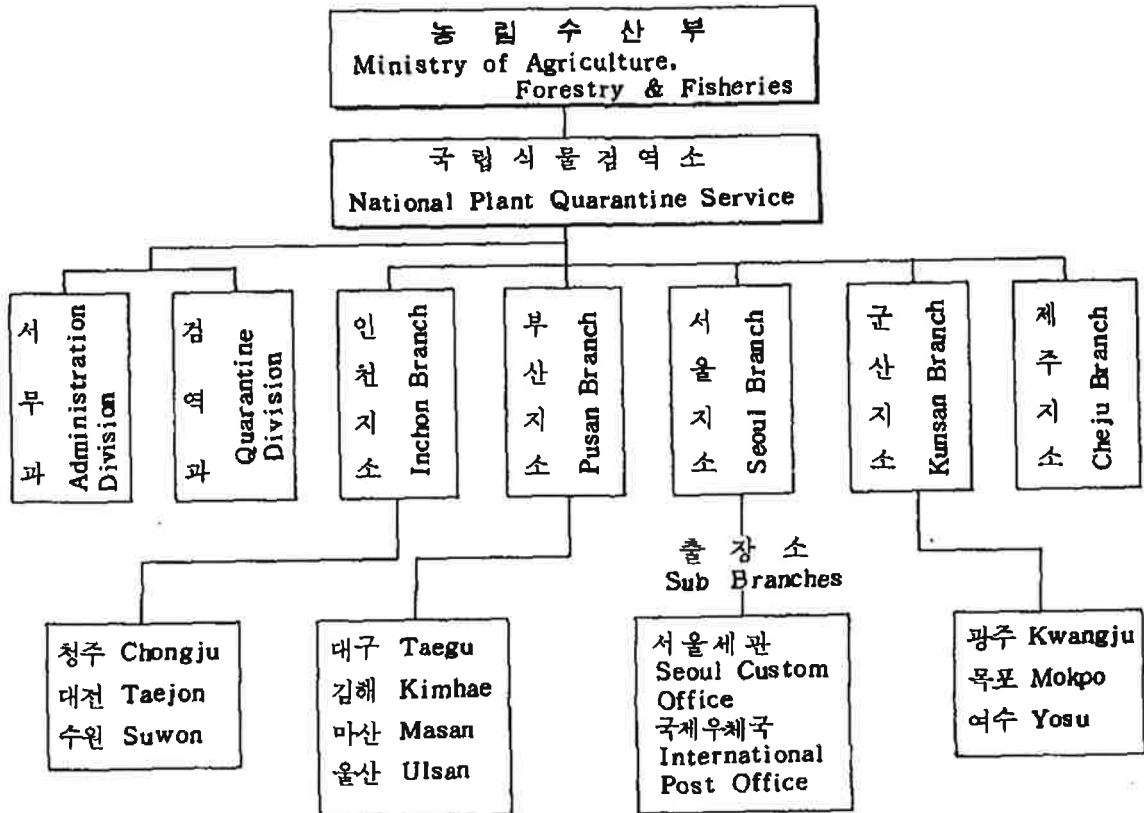 농 림 수 산 부
Ministry of Agriculture,
Forestry & Fisheries
국 립 식 물 검 역 소
National Plant Quarantine Service
서 무 과
Administration
Division
검 역 과
Quarantine
Division
인 천 지 소
Inchon Branch
부 산 지 소
Pusan Branch
서 울 지 소
Seoul Branch
군 산 지 소
Kunsan Branch
제 주 지 소
Cheju Branch
출 장 소
Sub Branches
청주 Chongju
대전 Taejon
수원 Suwon
대구 Taegu
김해 Kimhae
마산 Masan
울산 Ulsan
서울세관
Seoul Custom
Office
국제우체국
International
Post Office
광주 Kwangju
목포 Mokpo
여수 Yosu